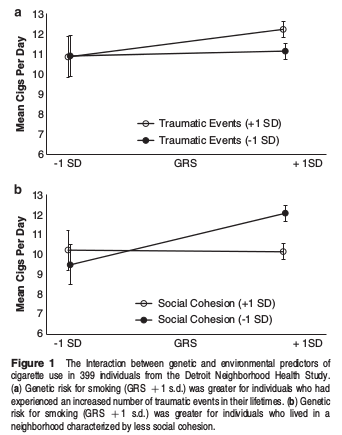 a
13
12
11
10
9
8
7
6
Mean Cigs Per Day
Traumatic Events (+1 SD)
Traumatic Events (-1 SD)
-1 SD GRS + 1SD
b
13
12
11
10
9
8
7
6
Mean Cigs Per Day
Social Cohesion (+1 SD)
Social Cohesion (-1 SD)
-1 SD GRS + 1SD
Figure 1 The Interaction between genetic and environmental predictors of
cigarette use in 399 individuals from the Detroit Neighborhood Health Study.
(a) Genetic risk for smoking (GRS +1 s.d.) was greater for individuals who had
experienced an increased number of traumatic events in their lifetimes. (b) Genetic
risk for smoking (GRS +1 s.d.) was greater for individuals who lived in a
neighborhood characterized by less social cohesion.